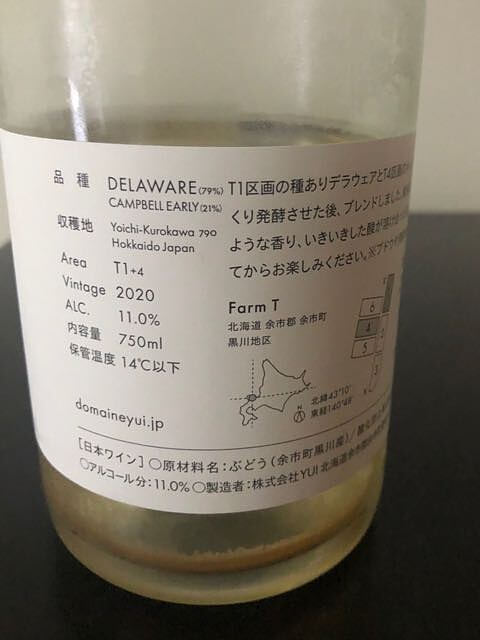 品種 DELAWARE (79%)
CAMPBELL EARLY (21%)
収穫地 Yoichi-Kurokawa 790
Hokkaido Japan
Area T1+4
Vintage 2020
ALC. 11.0%
内容量 750ml
保管温度 14℃以下
domaineyui.jp
T1区画の種ありデラウェアとT4区画の
くり発酵させた後、ブレンドしました。
ような香り、いきいきした酸が
てからお楽しみください。※ブドウ
Farm T
北海道 余市郡 余市町
黒川地区
北緯43°10'
東経140°48'
N
6
4
5
3
[日本ワイン] ○原材料名:ぶどう(余市町黒川産)/酸化防
○アルコール分:11.0% ○製造者:株式会社YUI 北海道余市郡